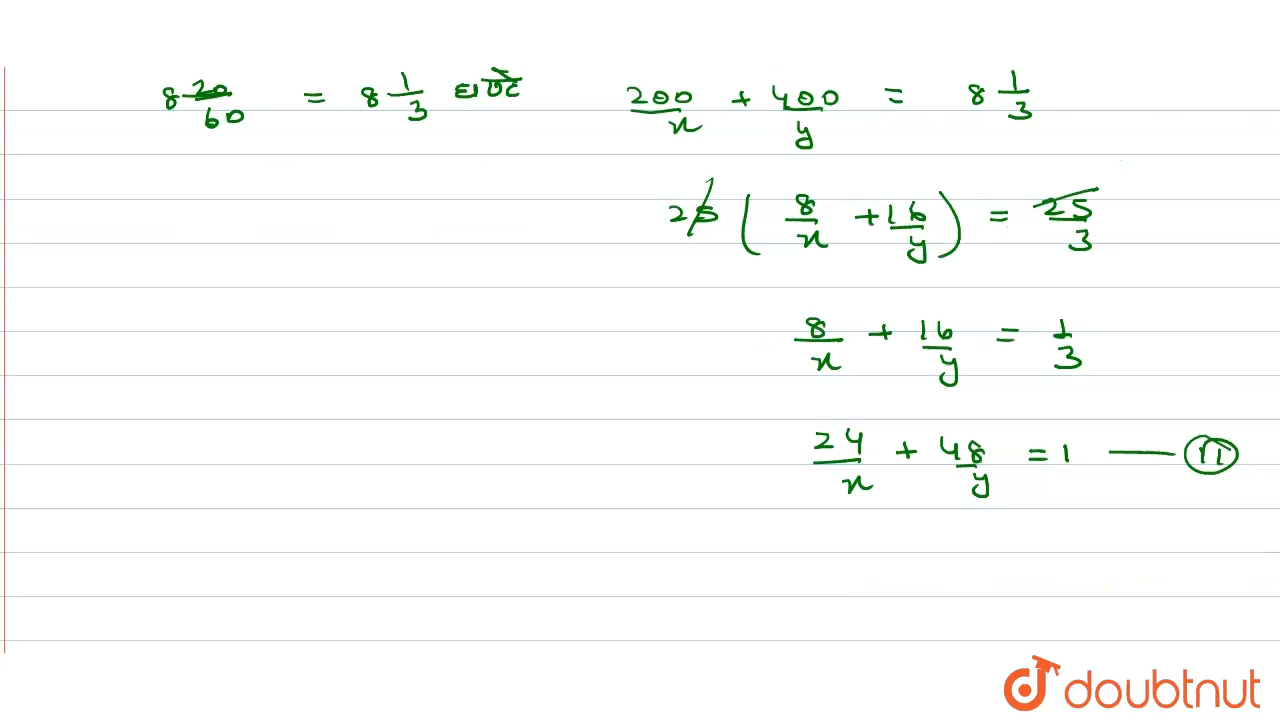 8 20/60 = 8 1/3 घण्टे 200/x + 400/y = 8 1/3
25 ( 8/x + 16/y ) = 25/3
8/x + 16/y = 1/3
24/x + 48/y = 1 —— II
doubtnut